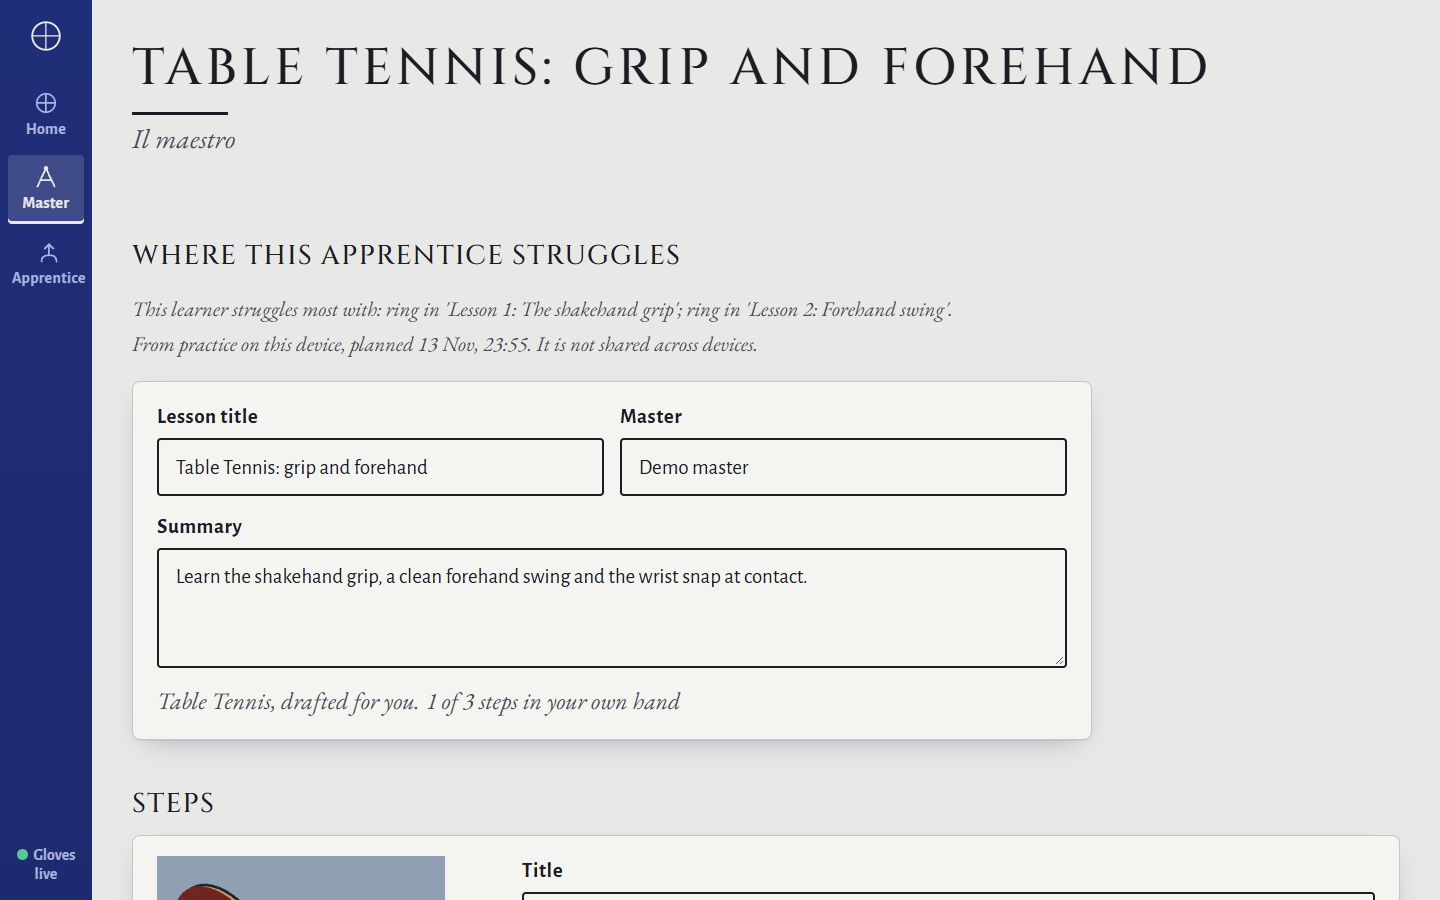 TABLE TENNIS: GRIP AND FOREHAND
Il maestro
Home
Master
Apprentice
WHERE THIS APPRENTICE STRUGGLES
This learner struggles most with: ring in 'Lesson 1: The shakehand grip'; ring in 'Lesson 2: Forehand swing'.
From practice on this device, planned 13 Nov, 23:55. It is not shared across devices.
Lesson title
Master
Table Tennis: grip and forehand
Demo master
Summary
Learn the shakehand grip, a clean forehand swing and the wrist snap at contact.
Table Tennis, drafted for you. 1 of 3 steps in your own hand
STEPS
Title
Gloves
live